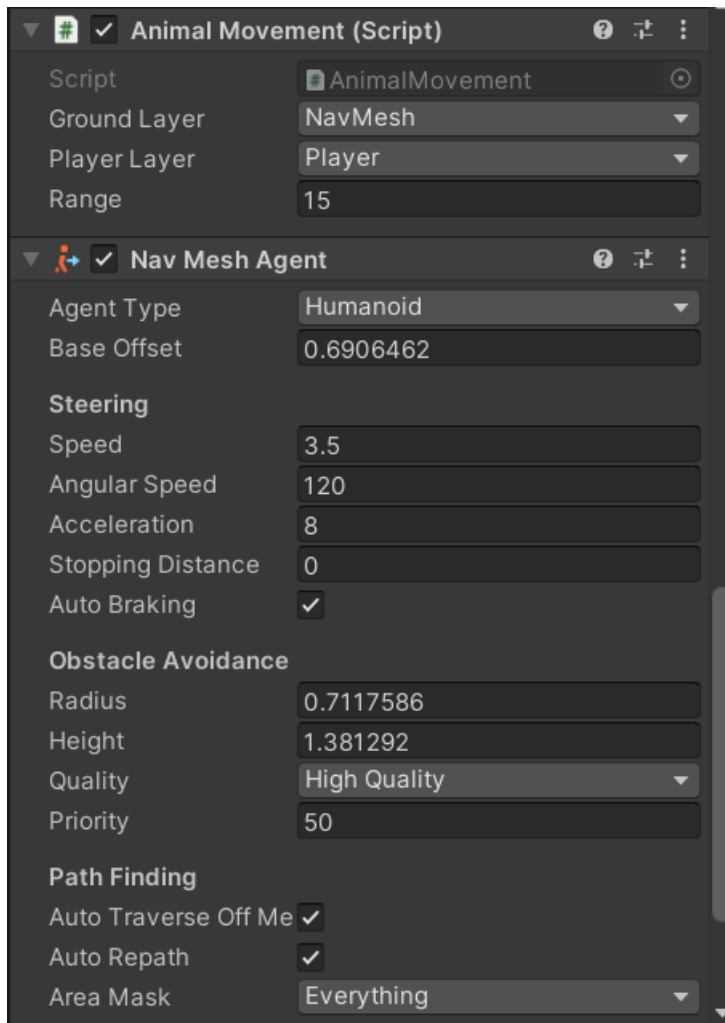 Animal Movement (Script)
Script AnimalMovement
Ground Layer NavMesh
Player Layer Player
Range 15
Nav Mesh Agent
Agent Type Humanoid
Base Offset 0.6906462
Steering
Speed 3.5
Angular Speed 120
Acceleration 8
Stopping Distance 0
Auto Braking
Obstacle Avoidance
Radius 0.7117586
Height 1.381292
Quality High Quality
Priority 50
Path Finding
Auto Traverse Off Me
Auto Repath
Area Mask Everything